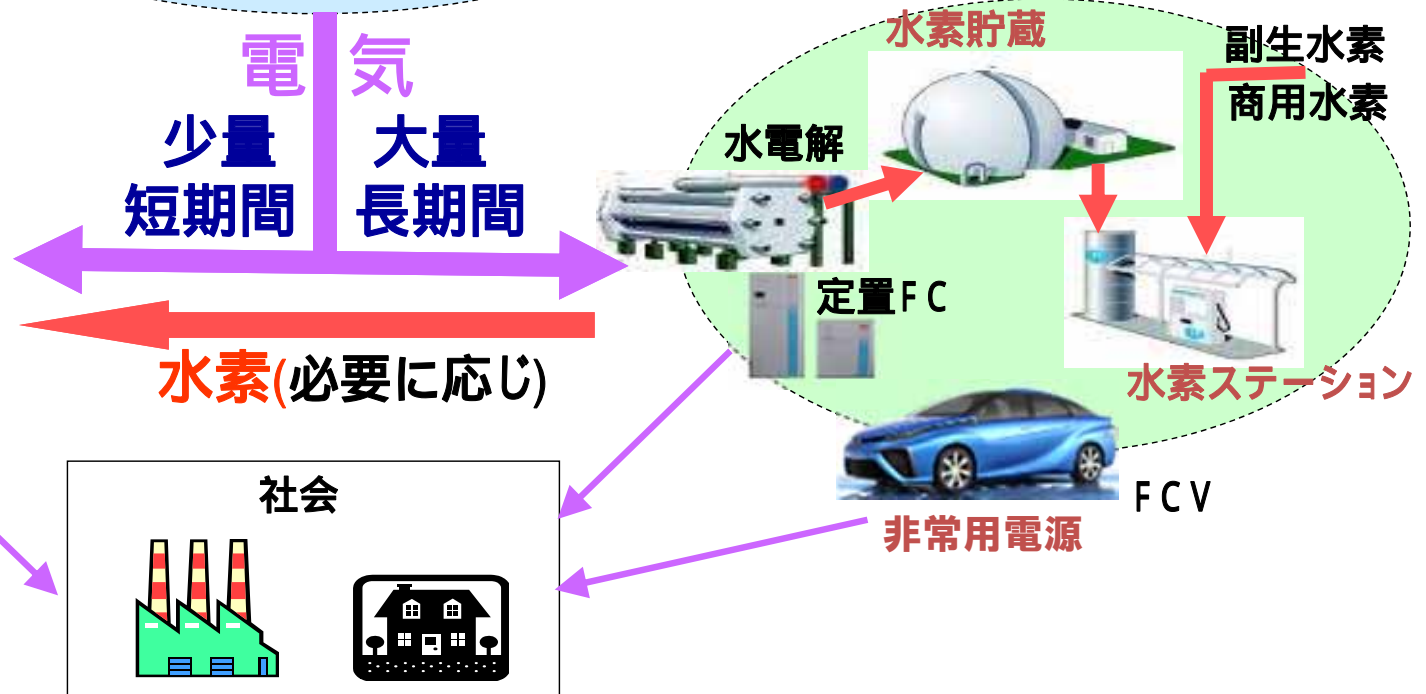 電気
少量
短期間
大量
長期間
水素(必要に応じ)
水素貯蔵
副生水素
商用水素
水電解
定置FC
水素ステーション
FCV
非常用電源
社会